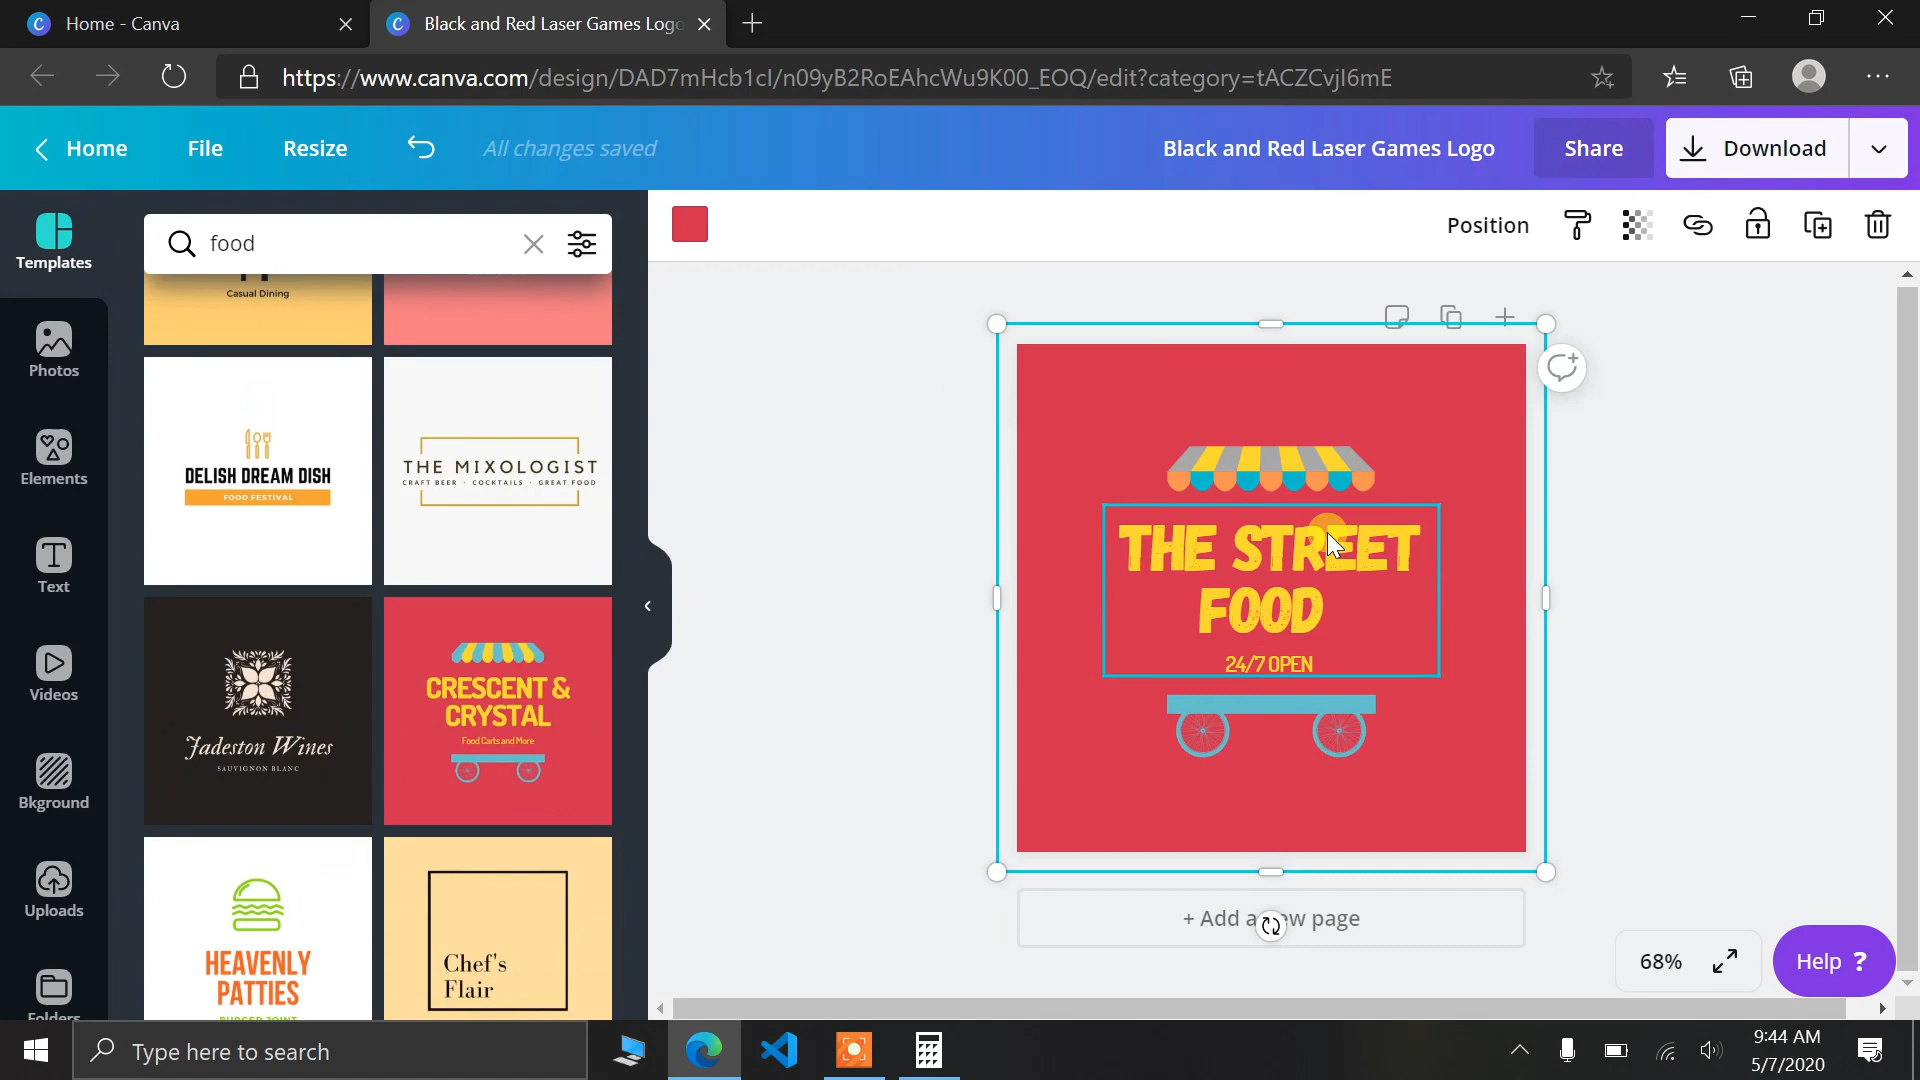 Home - Canva
Black and Red Laser Games Logo
https://www.canva.com/design/DAD7mHcb1cI/n09yB2RoEAhcWu9K00_EOQ/edit?category=tACZCvjI6mE
Home
File
Resize
All changes saved
Black and Red Laser Games Logo
Share
Download
Templates
Photos
Elements
Text
Videos
Bkground
Uploads
Folders
food
Casual Dining
DELISH DREAM DISH
FOOD FESTIVAL
THE MIXOLOGIST
CRAFT BEER · COCKTAILS · GREAT FOOD
Jadeston Wines
SAUVIGNON BLANC
CRESCENT &
CRYSTAL
Food Carts and More
HEAVENLY
PATTIES
BURGER JOINT
Chef's
Flair
Position
THE STREET
FOOD
24/7 OPEN
+ Add a new page
68%
Help ?
Type here to search
9:44 AM
5/7/2020